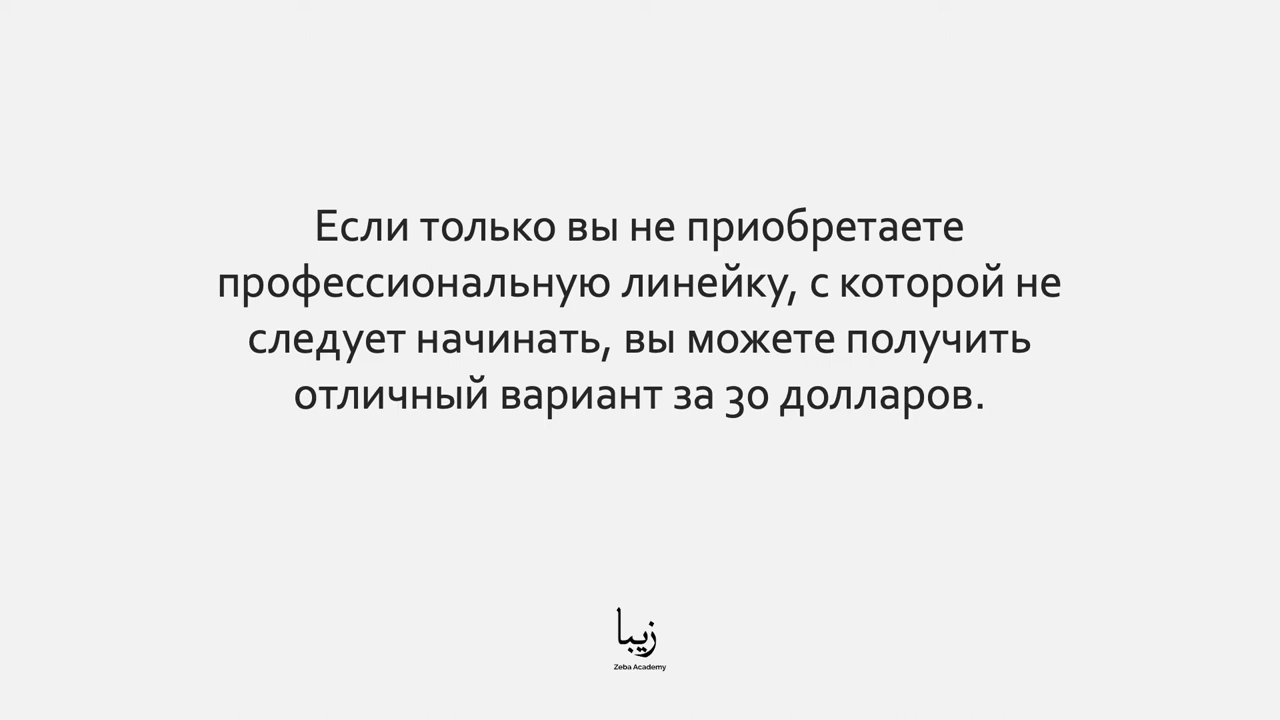 Если только вы не приобретаете
профессиональную линейку, с которой не
следует начинать, вы можете получить
отличный вариант за 30 долларов.
زیبا
Zeba Academy